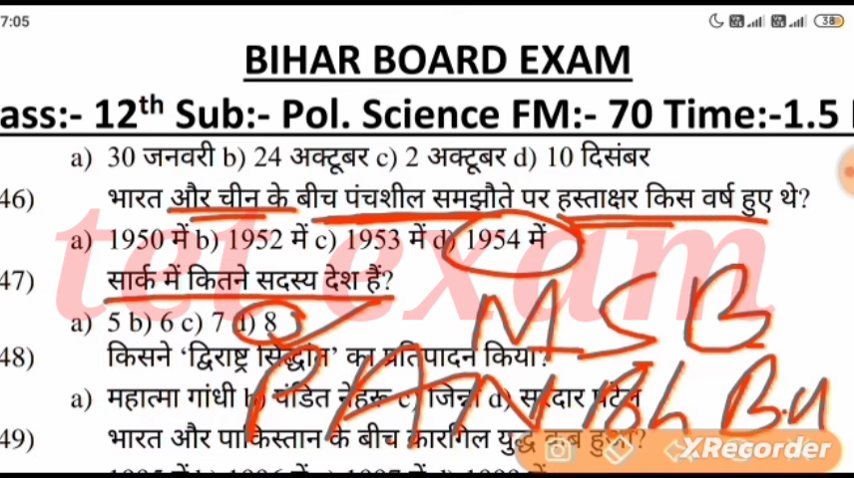 7:05 38
BIHAR BOARD EXAM
ass:- 12th Sub:- Pol. Science FM:- 70 Time:-1.5
a) 30 जनवरी b) 24 अक्टूबर c) 2 अक्टूबर d) 10 दिसंबर
46) भारत और चीन के बीच पंचशील समझौते पर हस्ताक्षर किस वर्ष हुए थे?
a) 1950 में b) 1952 में c) 1953 में d) 1954 में
tet exam
47) सार्क में कितने सदस्य देश हैं?
a) 5 b) 6 c) 7 d) 8
M S B
48) किसने ‘द्विराष्ट्र सिद्धांत’ का प्रतिपादन किया?
P A N Bh Bu
a) महात्मा गांधी b) पंडित नेहरू c) जिन्ना d) सरदार पटेल
49) भारत और पाकिस्तान के बीच कारगिल युद्ध कब हुआ?
XRecorder